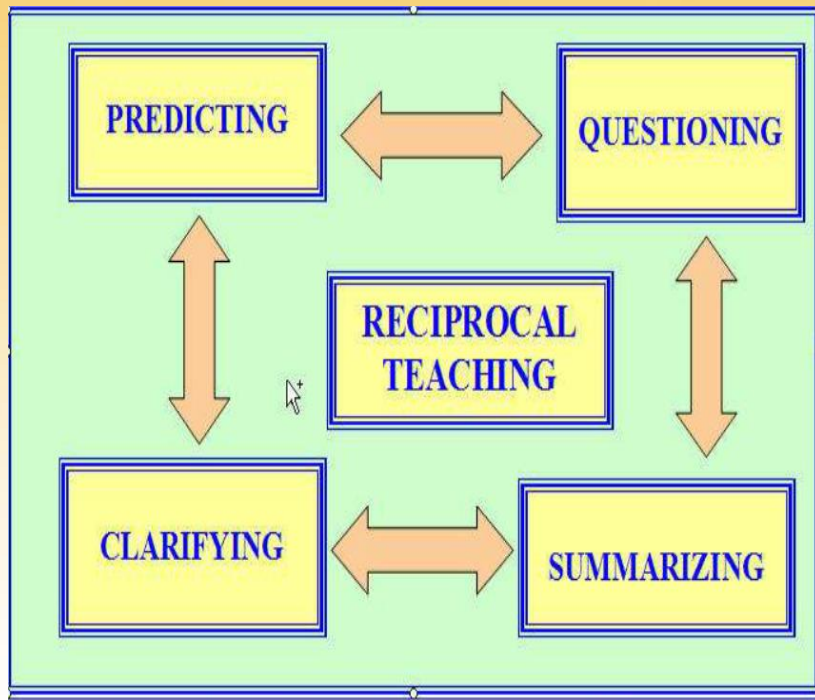 PREDICTING
QUESTIONING
RECIPROCAL
TEACHING
CLARIFYING
SUMMARIZING